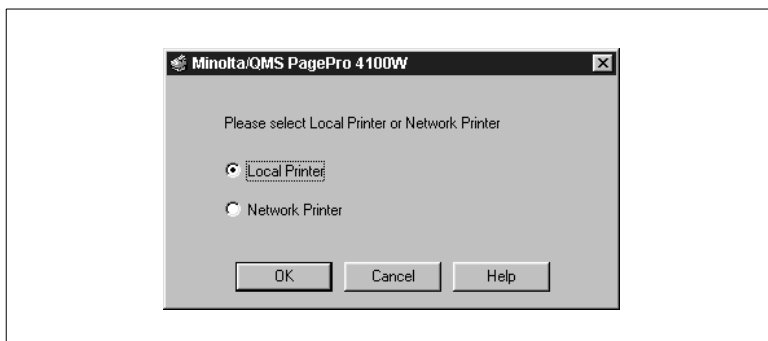 Minolta/QMS PagePro 4100W
Please select Local Printer or Network Printer
Local Printer
Network Printer
OK Cancel Help